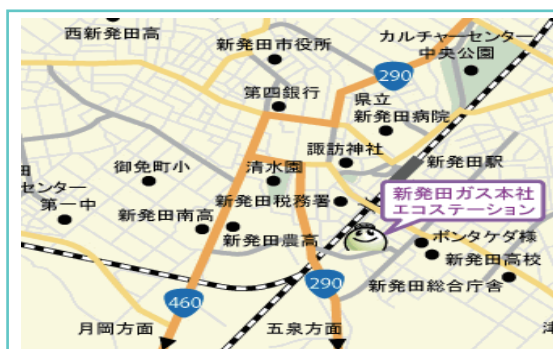 西新発田高
新発田市役所
カルチャーセンター
中央公園
290
第四銀行
県立
新発田病院
諏訪神社
新発田駅
御免町小
清水園
センター
第一中
新発田税務署
新発田ガス本社
エコステーション
新発田南高
新発田農高
ボンタケダ様
新発田高校
新発田総合庁舎
460
290
月岡方面
五泉方面